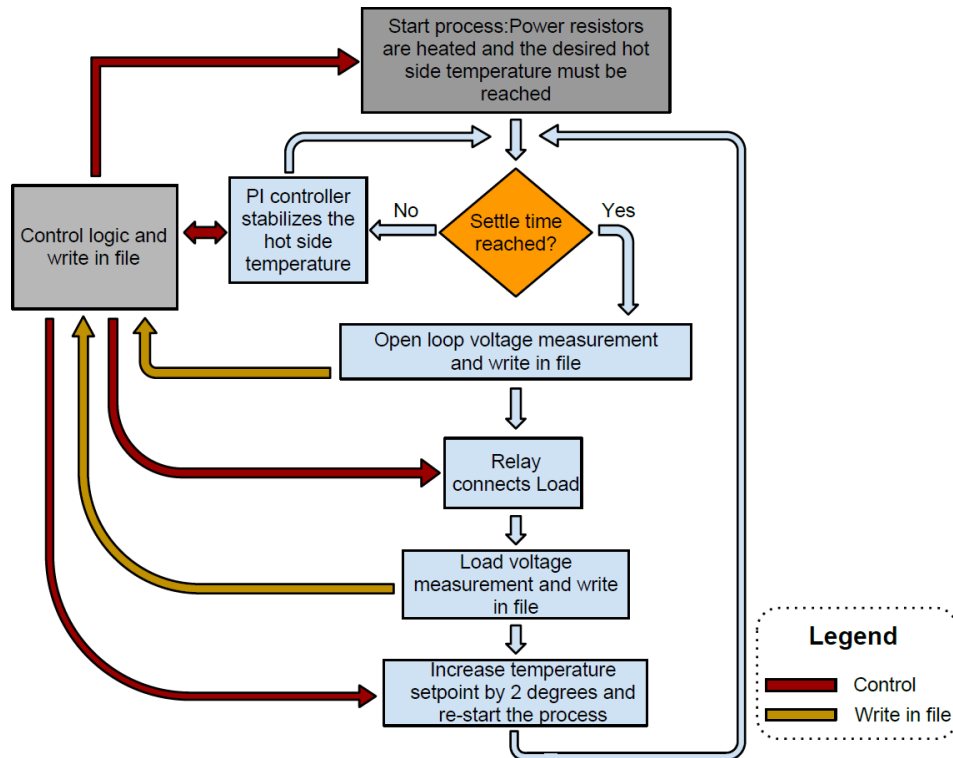 Start process:Power resistors
are heated and the desired hot
side temperature must be
reached
PI controller
stabilizes the
hot side
temperature
No
Settle time
reached?
Yes
Control logic and
write in file
Open loop voltage measurement
and write in file
Relay
connects Load
Load voltage
measurement and write
in file
Increase temperature
setpoint by 2 degrees and
re-start the process
Legend
Control
Write in file